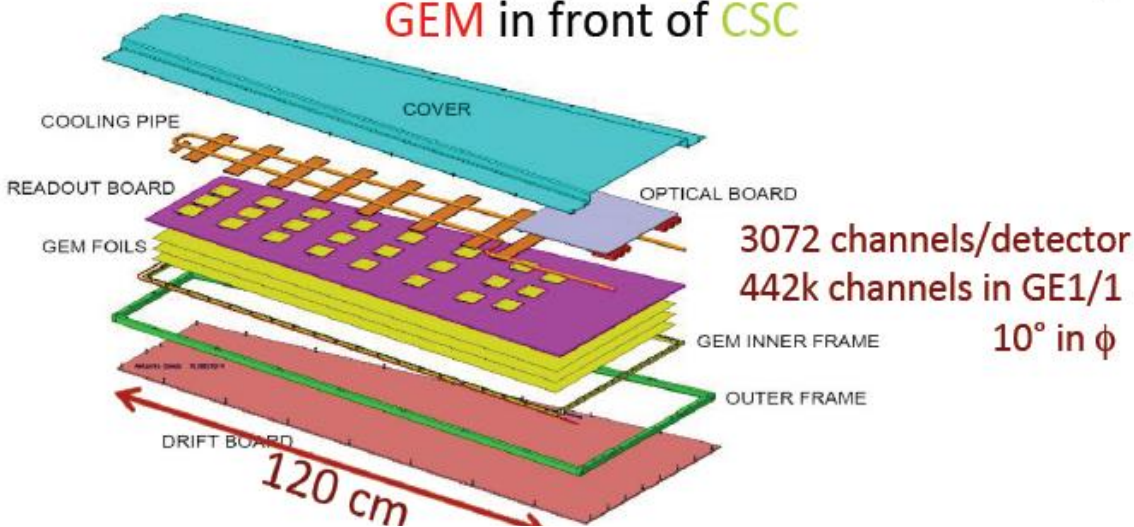 GEM in front of CSC
COVER
COOLING PIPE
READOUT BOARD
OPTICAL BOARD
GEM FOILS
3072 channels/detector
442k channels in GE1/1
10° in ϕ
GEM INNER FRAME
OUTER FRAME
DRIFT BOARD
120 cm